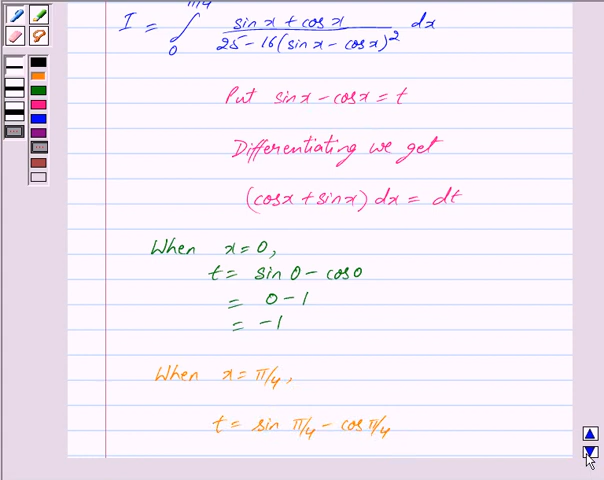 I = ∫₀^π/4 (sin x + cos x)/(25 - 16(sin x - cos x)²) dx
Put sin x - cos x = t
Differentiating we get
(cos x + sin x) dx = dt
When x = 0,
t = sin 0 - cos 0
= 0 - 1
= -1
When x = π/4,
t = sin π/4 - cos π/4